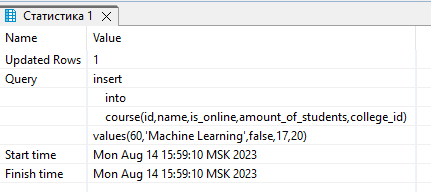 Статистика 1
Name Value
Updated Rows 1
Query insert
into
course(id,name,is_online,amount_of_students,college_id)
values(60,'Machine Learning',false,17,20)
Start time Mon Aug 14 15:59:10 MSK 2023
Finish time Mon Aug 14 15:59:10 MSK 2023